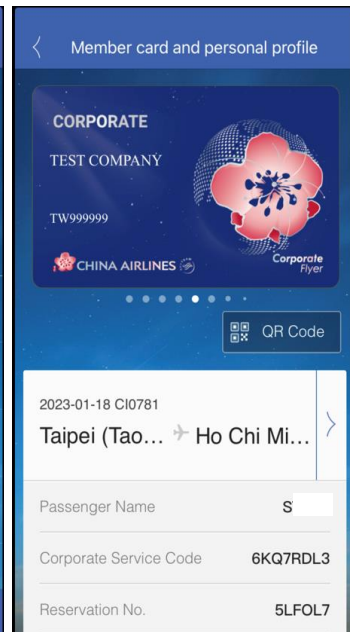 Member card and personal profile
CORPORATE
TEST COMPANY
TW999999
CHINA AIRLINES
Corporate
Flyer
QR Code
2023-01-18 CI0781
Taipei (Tao... Ho Chi Mi...
Passenger Name S
Corporate Service Code 6KQ7RDL3
Reservation No. 5LFOL7